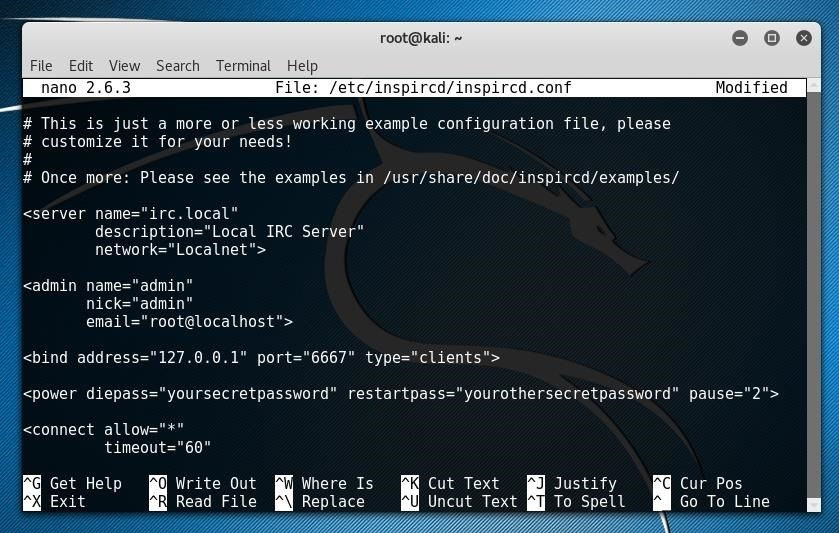 root@kali: ~
File Edit View Search Terminal Help
nano 2.6.3 File: /etc/inspircd/inspircd.conf Modified
# This is just a more or less working example configuration file, please
# customize it for your needs!
#
# Once more: Please see the examples in /usr/share/doc/inspircd/examples/
<server name="irc.local"
description="Local IRC Server"
network="Localnet">
<admin name="admin"
nick="admin"
email="root@localhost">
<bind address="127.0.0.1" port="6667" type="clients">
<power diepass="yoursecretpassword" restartpass="yourothersecretpassword" pause="2">
<connect allow="*"
timeout="60"
^G Get Help ^O Write Out ^W Where Is ^K Cut Text ^J Justify ^C Cur Pos
^X Exit ^R Read File ^\ Replace ^U Uncut Text ^T To Spell ^_ Go To Line